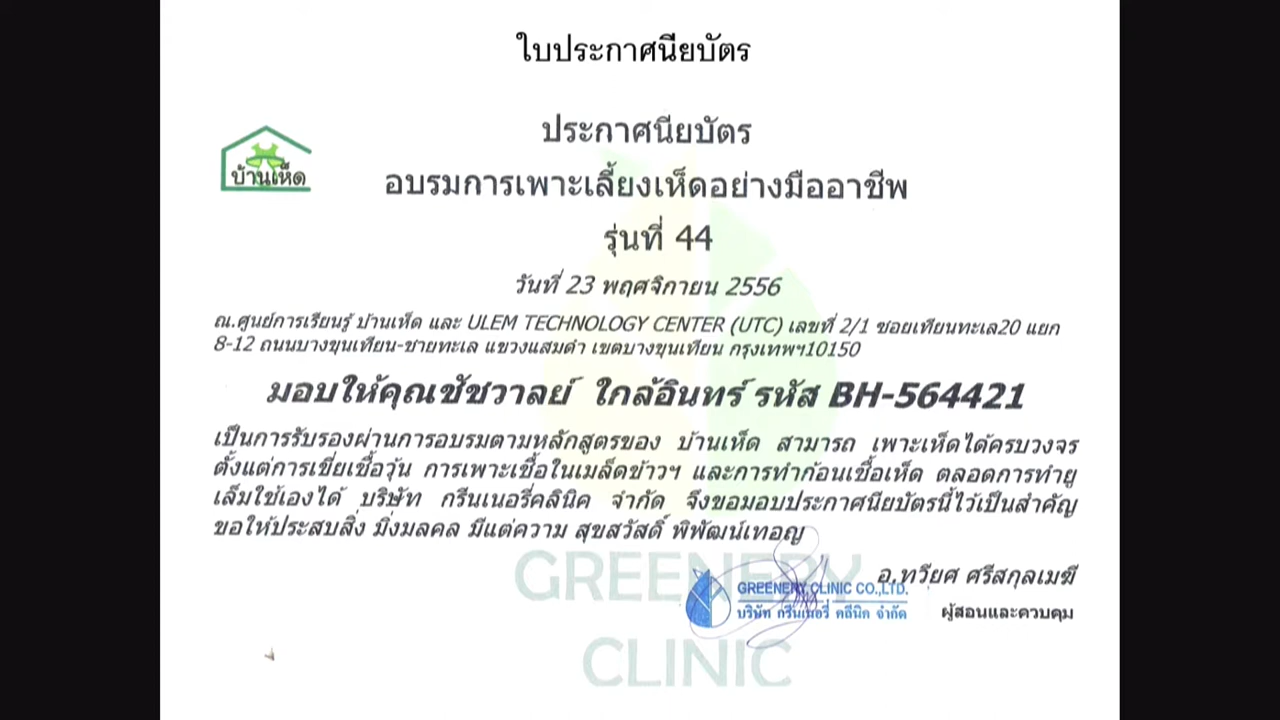 ใบประกาศนียบัตร
ประกาศนียบัตร
บ้านเห็ด
อบรมการเพาะเลี้ยงเห็ดอย่างมืออาชีพ
รุ่นที่ 44
วันที่ 23 พฤศจิกายน 2556
ณ.ศูนย์การเรียนรู้ บ้านเห็ด และ ULEM TECHNOLOGY CENTER (UTC) เลขที่ 2/1 ซอยเทียนทะเล20 แยก
8-12 ถนนบางขุนเทียน-ชายทะเล แขวงแสมดำ เขตบางขุนเทียน กรุงเทพฯ10150
มอบให้คุณชัชวาลย์ ใกล้อินทร์ รหัส BH-564421
เป็นการรับรองผ่านการอบรมตามหลักสูตรของ บ้านเห็ด สามารถ เพาะเห็ดได้ครบวงจร
ตั้งแต่การเขี่ยเชื้อวุ้น การเพาะเชื้อในเมล็ดข้าวฯ และการทำก้อนเชื้อเห็ด ตลอดการทำยู
เล็มใช้เองได้ บริษัท กรีนเนอรี่คลินิค จำกัด จึงขอมอบประกาศนียบัตรนี้ไว้เป็นสำคัญ
ขอให้ประสบสิ่ง มิ่งมลคล มีแต่ความ สุขสวัสดิ์ พิพัฒน์เทอญ
GREENERY
อ.ทวียศ ศรีสกุลเมฆี
GREENERY CLINIC CO.,LTD.
บริษัท กรีนเนอรี่ คลีนิค จำกัด
ผู้สอนและควบคุม
CLINIC